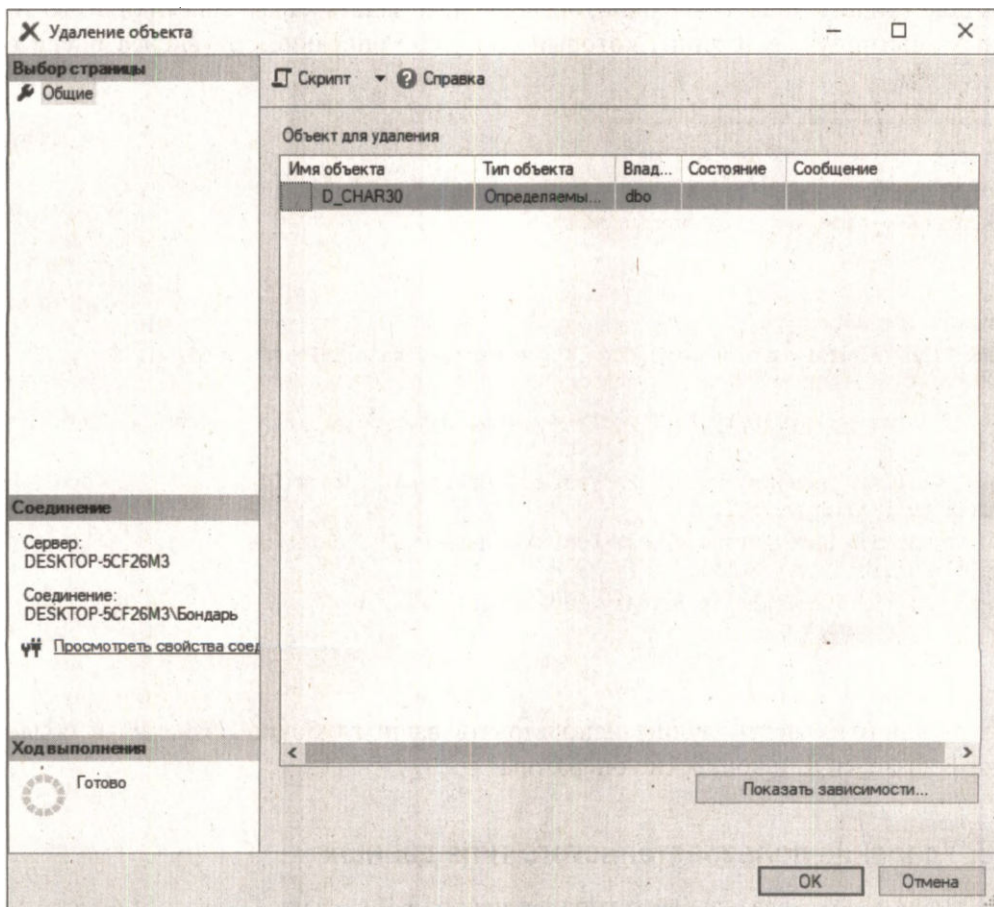 Удаление объекта
Выбор страницы
Общие
Скрипт
Справка
Объект для удаления
Имя объекта Тип объекта Влад... Состояние Сообщение
D_CHAR30 Определяемы... dbo
Соединение
Сервер:
DESKTOP-5CF26M3
Соединение:
DESKTOP-5CF26M3\Бондарь
Просмотреть свойства соед
Ход выполнения
Готово
Показать зависимости...
OK
Отмена